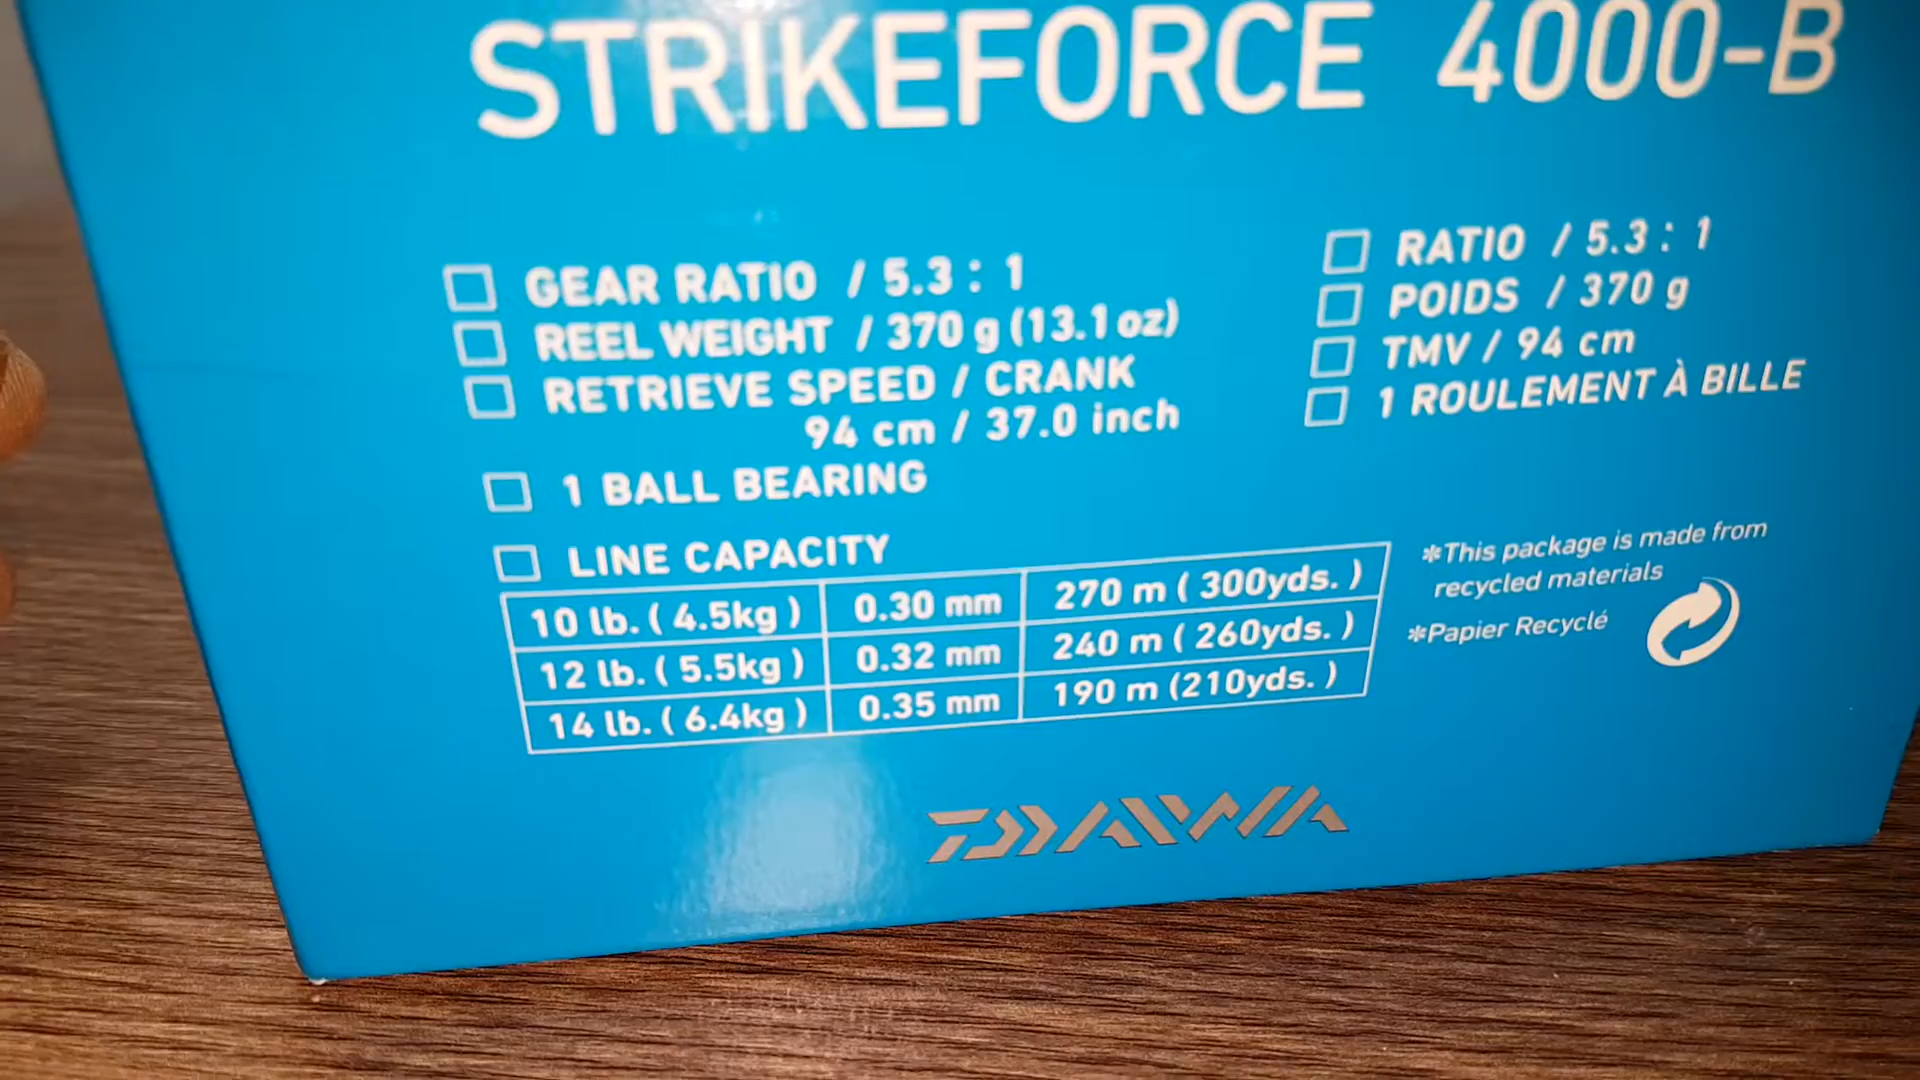 STRIKEFORCE 4000-B
GEAR RATIO / 5.3 : 1
REEL WEIGHT / 370 g (13.1 oz)
RETRIEVE SPEED / CRANK
94 cm / 37.0 inch
1 BALL BEARING
RATIO / 5.3 : 1
POIDS / 370 g
TMV / 94 cm
1 ROULEMENT À BILLE
LINE CAPACITY
10 lb. ( 4.5kg ) 0.30 mm 270 m ( 300yds. )
12 lb. ( 5.5kg ) 0.32 mm 240 m ( 260yds. )
14 lb. ( 6.4kg ) 0.35 mm 190 m (210yds. )
*This package is made from
recycled materials
*Papier Recyclé
DAIWA